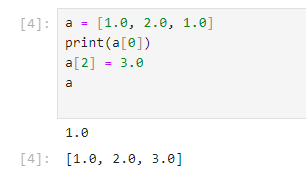 [4]: a = [1.0, 2.0, 1.0]
print(a[0])
a[2] = 3.0
a
1.0
[4]: [1.0, 2.0, 3.0]